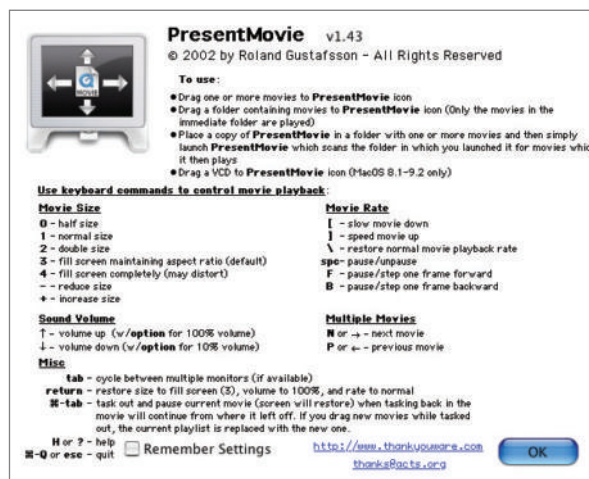 PresentMovie v1.43
© 2002 by Roland Gustafsson - All Rights Reserved
MOVIE
To use:
●Drag one or more movies to PresentMovie icon
●Drag a folder containing movies to PresentMovie icon (Only the movies in the
immediate folder are played)
●Place a copy of PresentMovie in a folder with one or more movies and then simply
launch PresentMovie which scans the folder in which you launched it for movies whic
it then plays
●Drag a VCD to PresentMovie icon (MacOS 8.1-9.2 only)
Use keyboard commands to control movie playback:
Movie Size
0 - half size
1 - normal size
2 - double size
3 - fill screen maintaining aspect ratio (default)
4 - fill screen completely (may distort)
- - reduce size
+ - increase size
Movie Rate
[ - slow movie down
] - speed movie up
\ - restore normal movie playback rate
spc- pause/unpause
F - pause/step one frame forward
B - pause/step one frame backward
Sound Volume
↑ - volume up (w/option for 100% volume)
↓ - volume down (w/option for 10% volume)
Multiple Movies
N or → - next movie
P or ← - previous movie
Misc
tab - cycle between multiple monitors (if available)
return - restore size to fill screen (3), volume to 100%, and rate to normal
⌘-tab - task out and pause current movie (screen will restore) when tasking back in the
movie will continue from where it left off. If you drag new movies while tasked
out, the current playlist is replaced with the new one.
H or ? - help
⌘-Q or esc - quit
Remember Settings
http://www.thankyouware.com
thanks@acts.org
OK